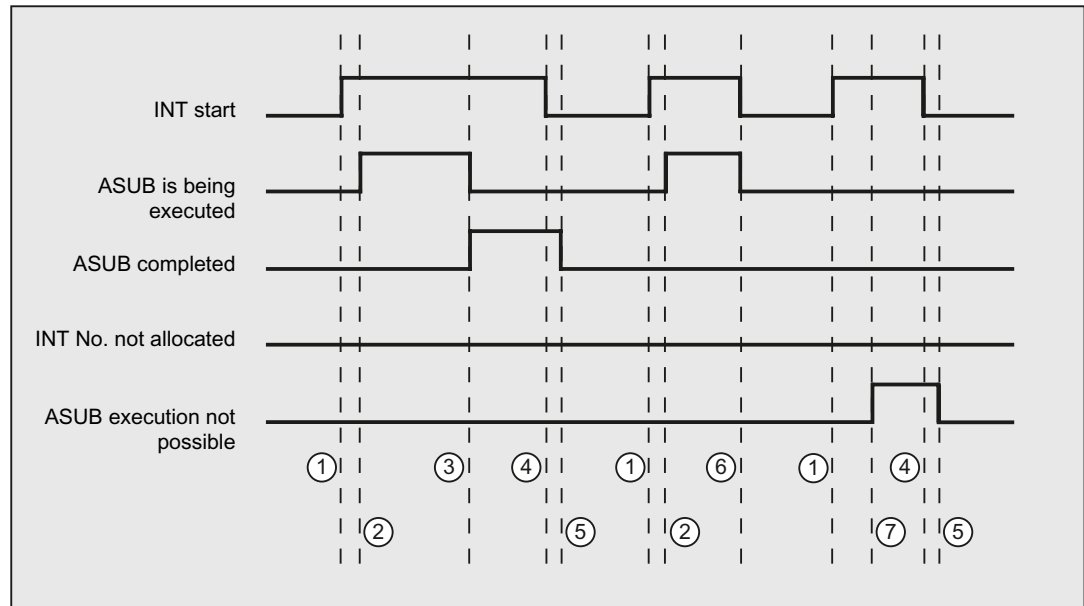 INT start
ASUB is being
executed
ASUB completed
INT No. not allocated
ASUB execution not
possible
1 3 4 1 6 1 4
2 5 2 7 5